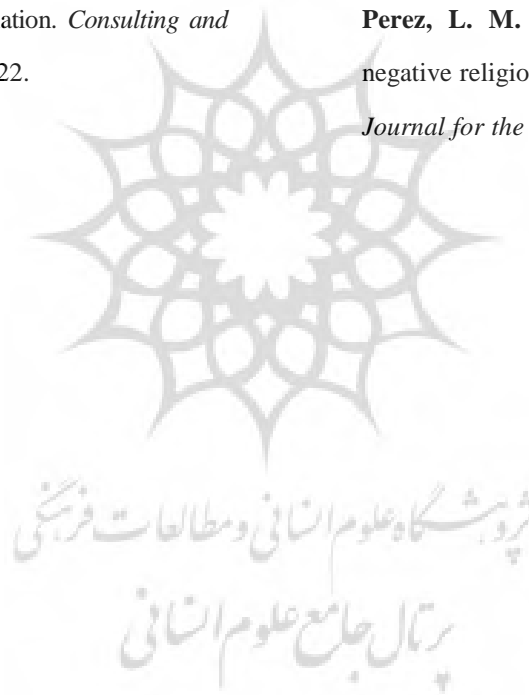 ation. Consulting and
22.
Perez, L. M.
negative religio
Journal for the
پژوهشگاه علوم انسانی و مطالعات فرهنگی
پرتال جامع علوم انسانی